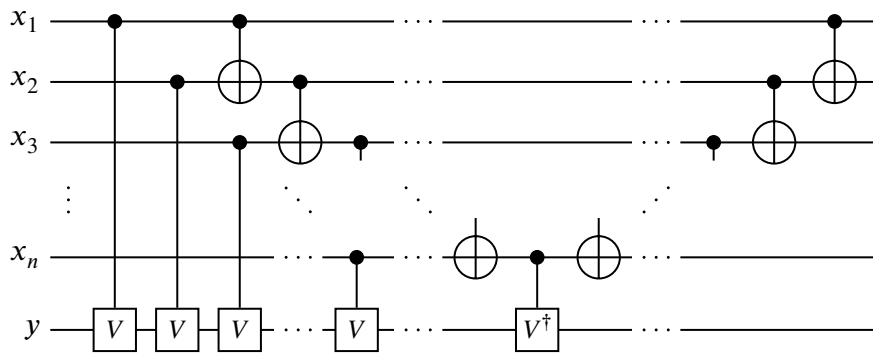 x₁
x₂
x₃
xₙ
y V V V V V†